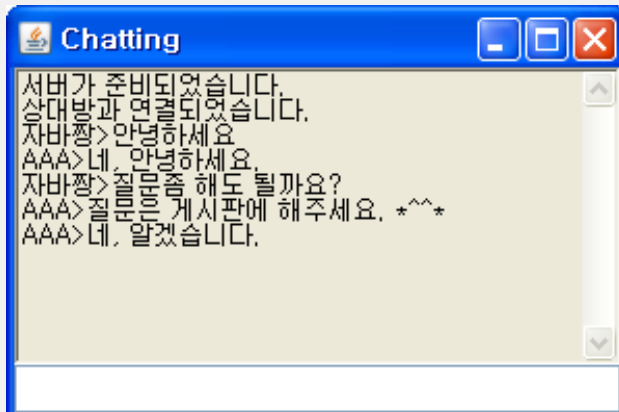 Chatting
서버가 준비되었습니다.
상대방과 연결되었습니다.
자바짱>안녕하세요
AAA>네, 안녕하세요.
자바짱>질문좀 해도 될까요?
AAA>질문은 게시판에 해주세요. *^^*
AAA>네, 알겠습니다.